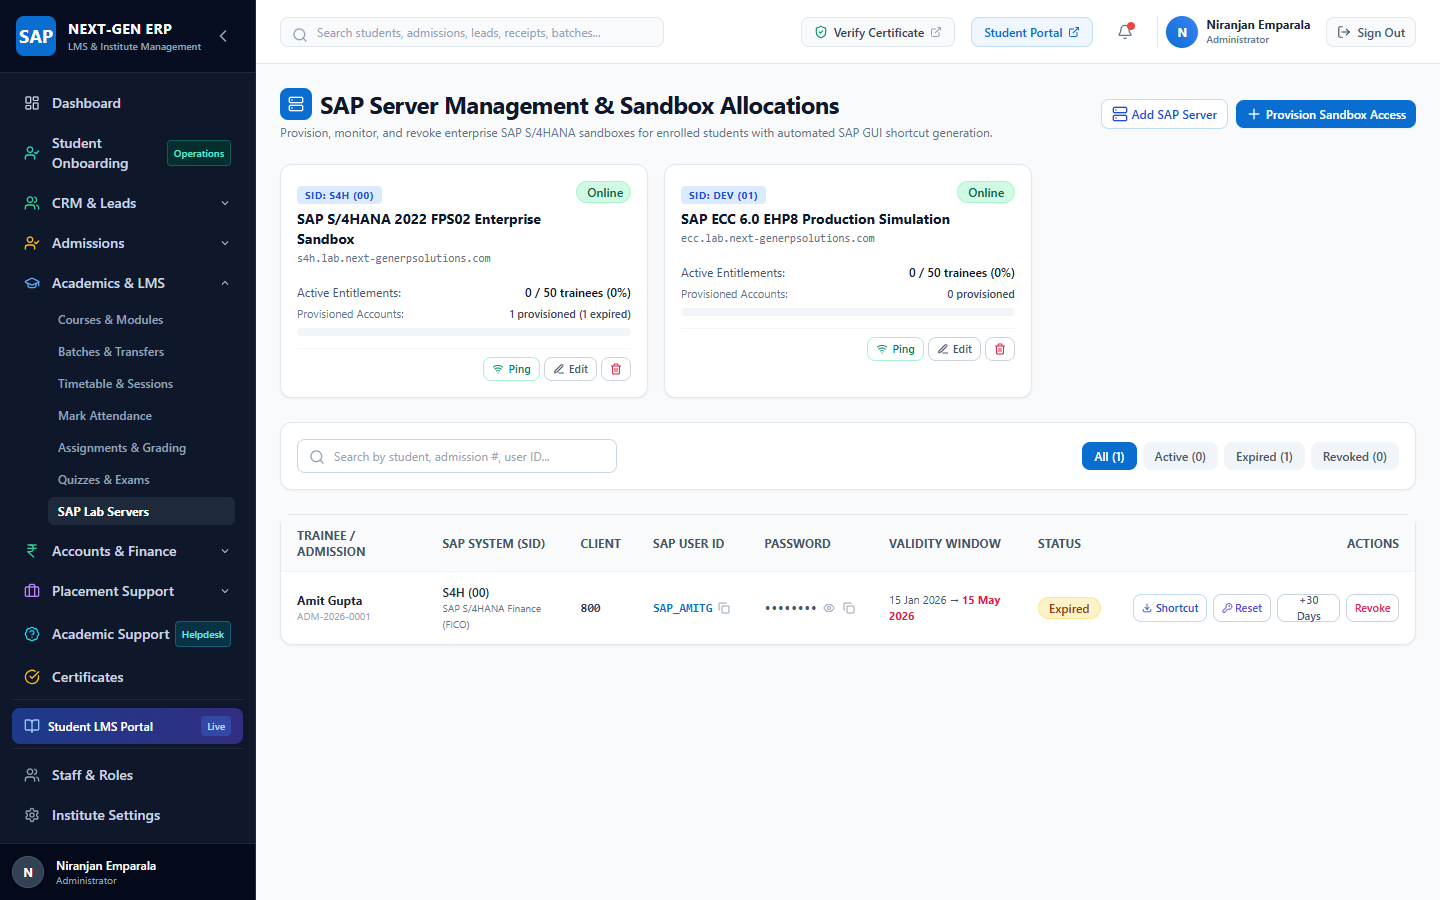 SAP
NEXT-GEN ERP
LMS & Institute Management
Search students, admissions, leads, receipts, batches...
Verify Certificate
Student Portal
N
Niranjan Emparala
Administrator
Sign Out
Dashboard
Student Onboarding
Operations
CRM & Leads
Admissions
Academics & LMS
Courses & Modules
Batches & Transfers
Timetable & Sessions
Mark Attendance
Assignments & Grading
Quizzes & Exams
SAP Lab Servers
Accounts & Finance
Placement Support
Academic Support
Helpdesk
Certificates
Student LMS Portal
Live
Staff & Roles
Institute Settings
N
Niranjan Emparala
Administrator
SAP Server Management & Sandbox Allocations
Provision, monitor, and revoke enterprise SAP S/4HANA sandboxes for enrolled students with automated SAP GUI shortcut generation.
Add SAP Server
Provision Sandbox Access
SID: S4H (00)
Online
SAP S/4HANA 2022 FPS02 Enterprise
Sandbox
s4h.lab.next-generpsolutions.com
Active Entitlements: 0 / 50 trainees (0%)
Provisioned Accounts: 1 provisioned (1 expired)
Ping
Edit
SID: DEV (01)
Online
SAP ECC 6.0 EHP8 Production Simulation
ecc.lab.next-generpsolutions.com
Active Entitlements: 0 / 50 trainees (0%)
Provisioned Accounts: 0 provisioned
Ping
Edit
Search by student, admission #, user ID...
All (1)
Active (0)
Expired (1)
Revoked (0)
TRAINEE / ADMISSION
SAP SYSTEM (SID)
CLIENT
SAP USER ID
PASSWORD
VALIDITY WINDOW
STATUS
ACTIONS
Amit Gupta
ADM-2026-0001
S4H (00)
SAP S/4HANA Finance
(FICO)
800
SAP_AMITG
••••••••
15 Jan 2026 → 15 May
2026
Expired
Shortcut
Reset
+30
Days
Revoke